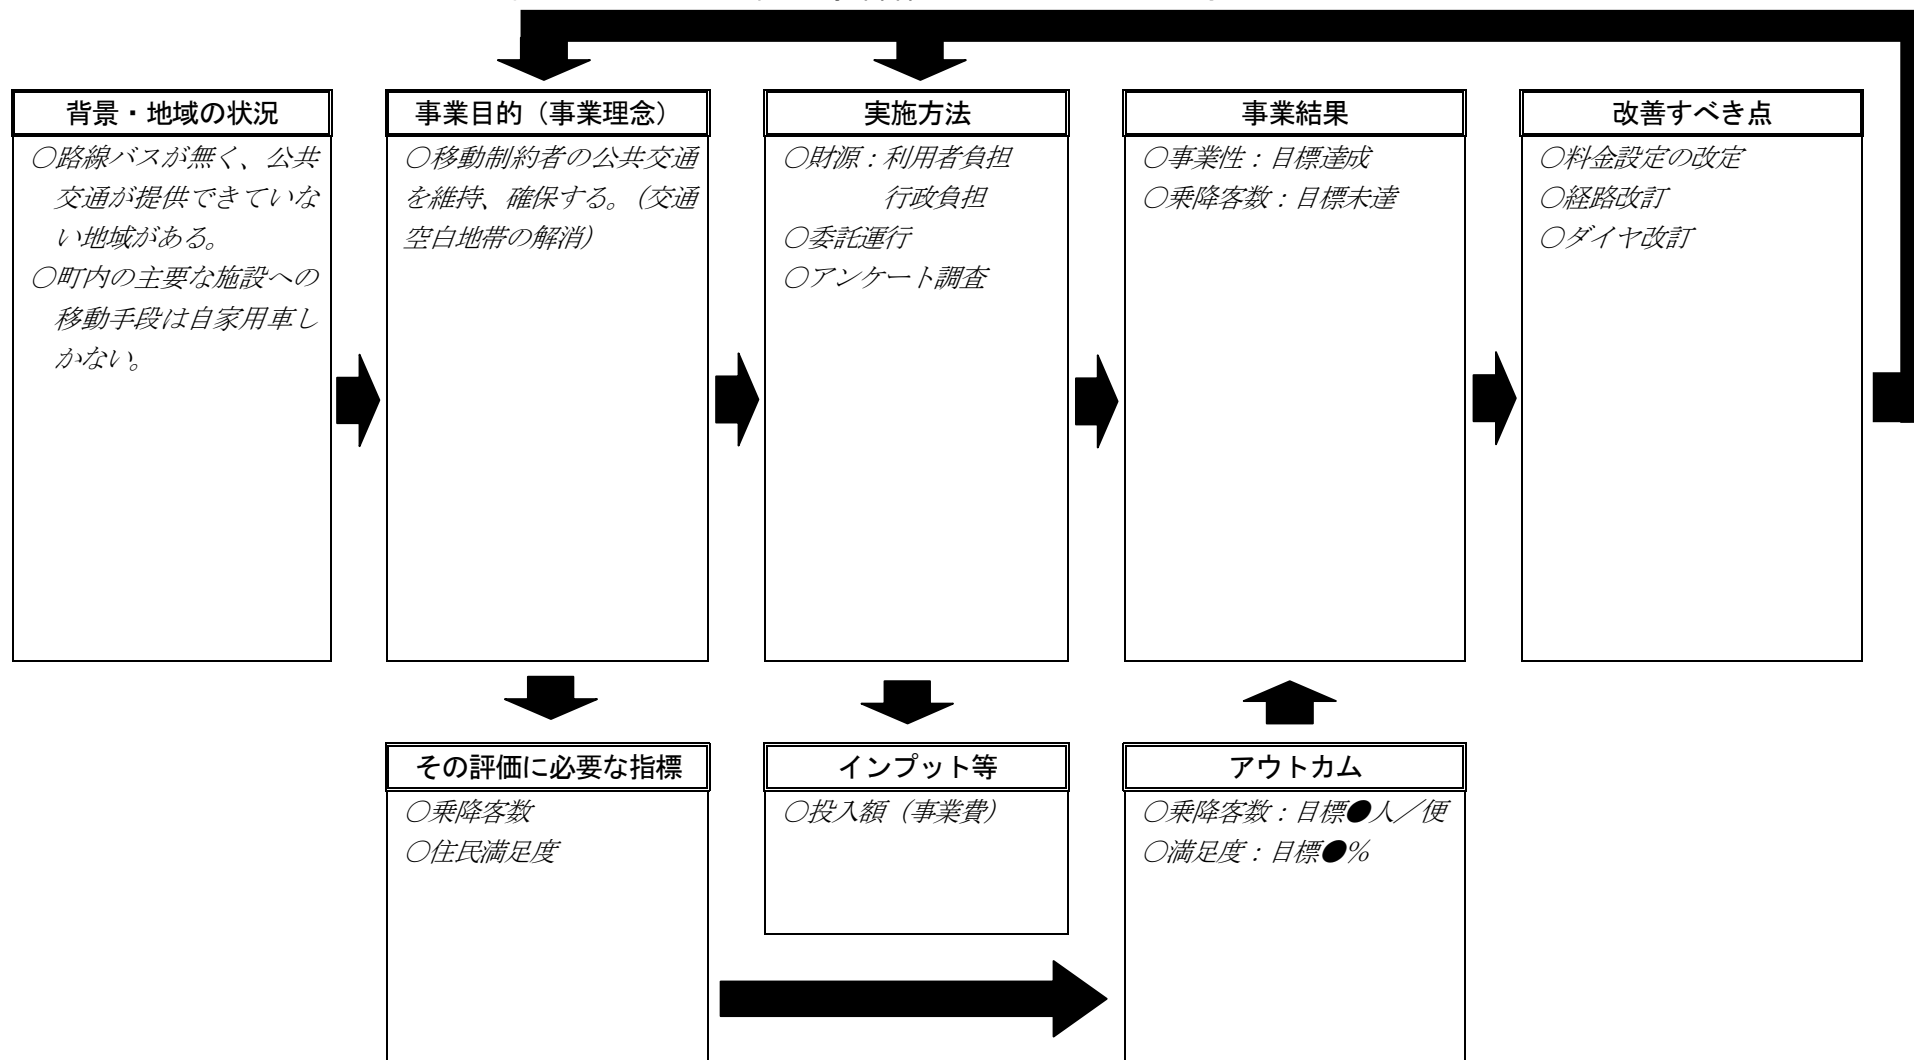 背景・地域の状況
○路線バスが無く、公共
交通が提供できていな
い地域がある。
○町内の主要な施設への
移動手段は自家用車し
かない。
事業目的（事業理念）
○移動制約者の公共交通
を維持、確保する。（交通
空白地帯の解消）
実施方法
○財源：利用者負担
行政負担
○委託運行
○アンケート調査
事業結果
○事業性：目標達成
○乗降客数：目標未達
改善すべき点
○料金設定の改定
○経路改訂
○ダイヤ改訂
その評価に必要な指標
○乗降客数
○住民満足度
インプット等
○投入額（事業費）
アウトカム
○乗降客数：目標●人／便
○満足度：目標●％